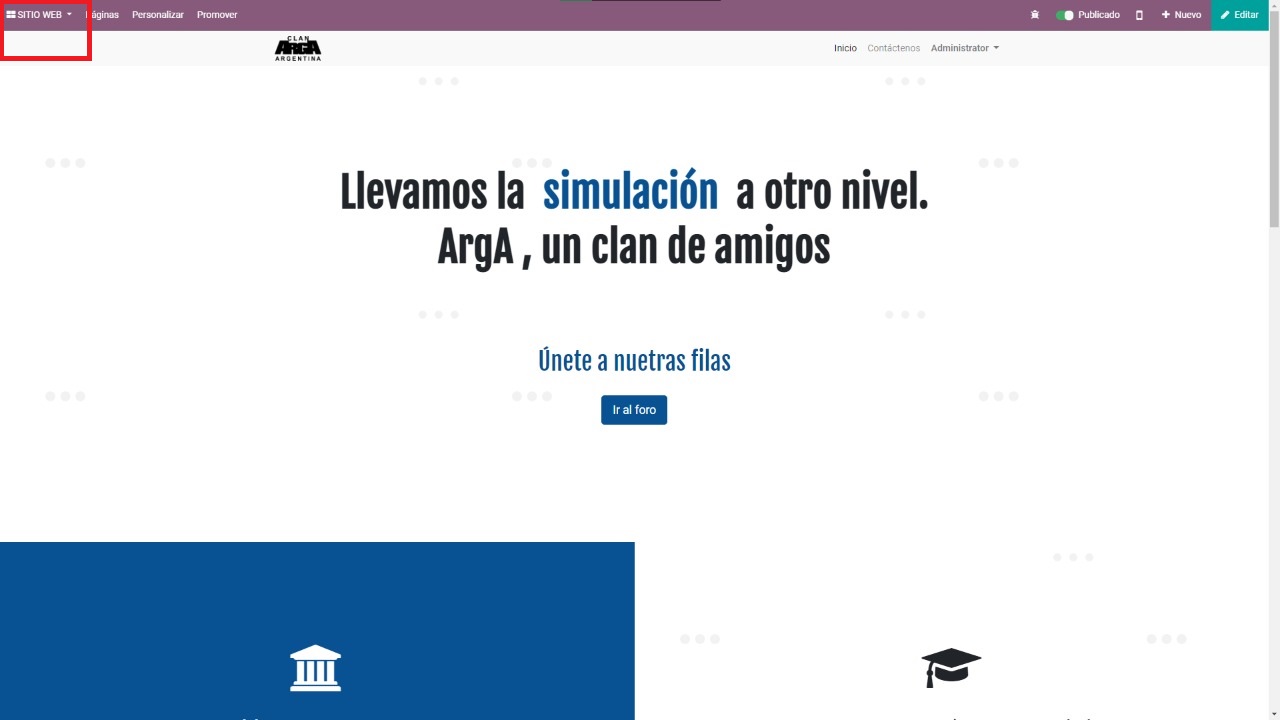 SITIO WEB
Páginas
Personalizar
Promover
Publicado
Nuevo
Editar
CLAN
ARGA
ARGENTINA
Inicio
Contáctenos
Administrator
Llevamos la simulación a otro nivel.
ArgA , un clan de amigos
Únete a nuetras filas
Ir al foro